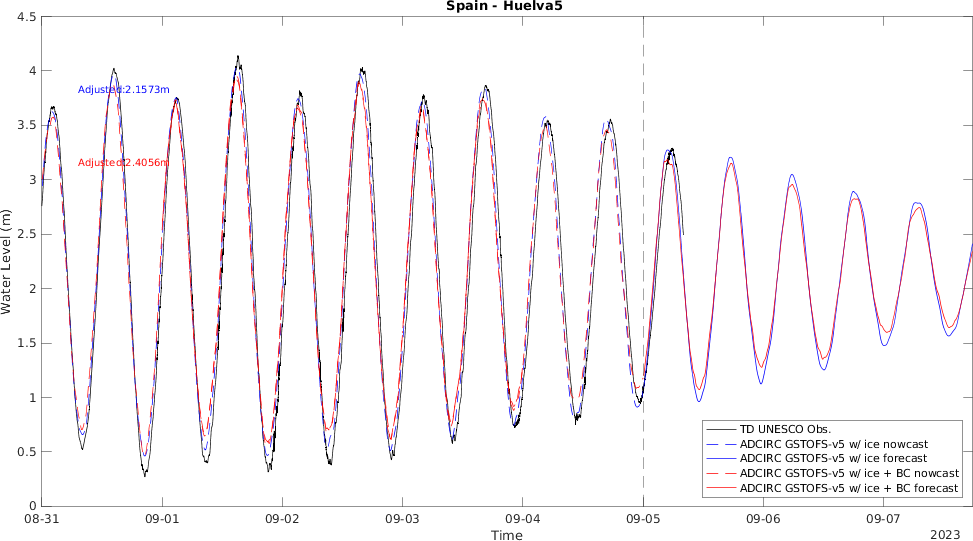 Spain - Huelva5
4.5
4
3.5
3
2.5
2
1.5
1
0.5
0
Water Level (m)
Adjusted:2.1573m
Adjusted:2.4056m
TD UNESCO Obs.
ADCIRC GSTOFS-v5 w/ ice nowcast
ADCIRC GSTOFS-v5 w/ ice forecast
ADCIRC GSTOFS-v5 w/ ice + BC nowcast
ADCIRC GSTOFS-v5 w/ ice + BC forecast
08-31 09-01 09-02 09-03 09-04 09-05 09-06 09-07
Time
2023